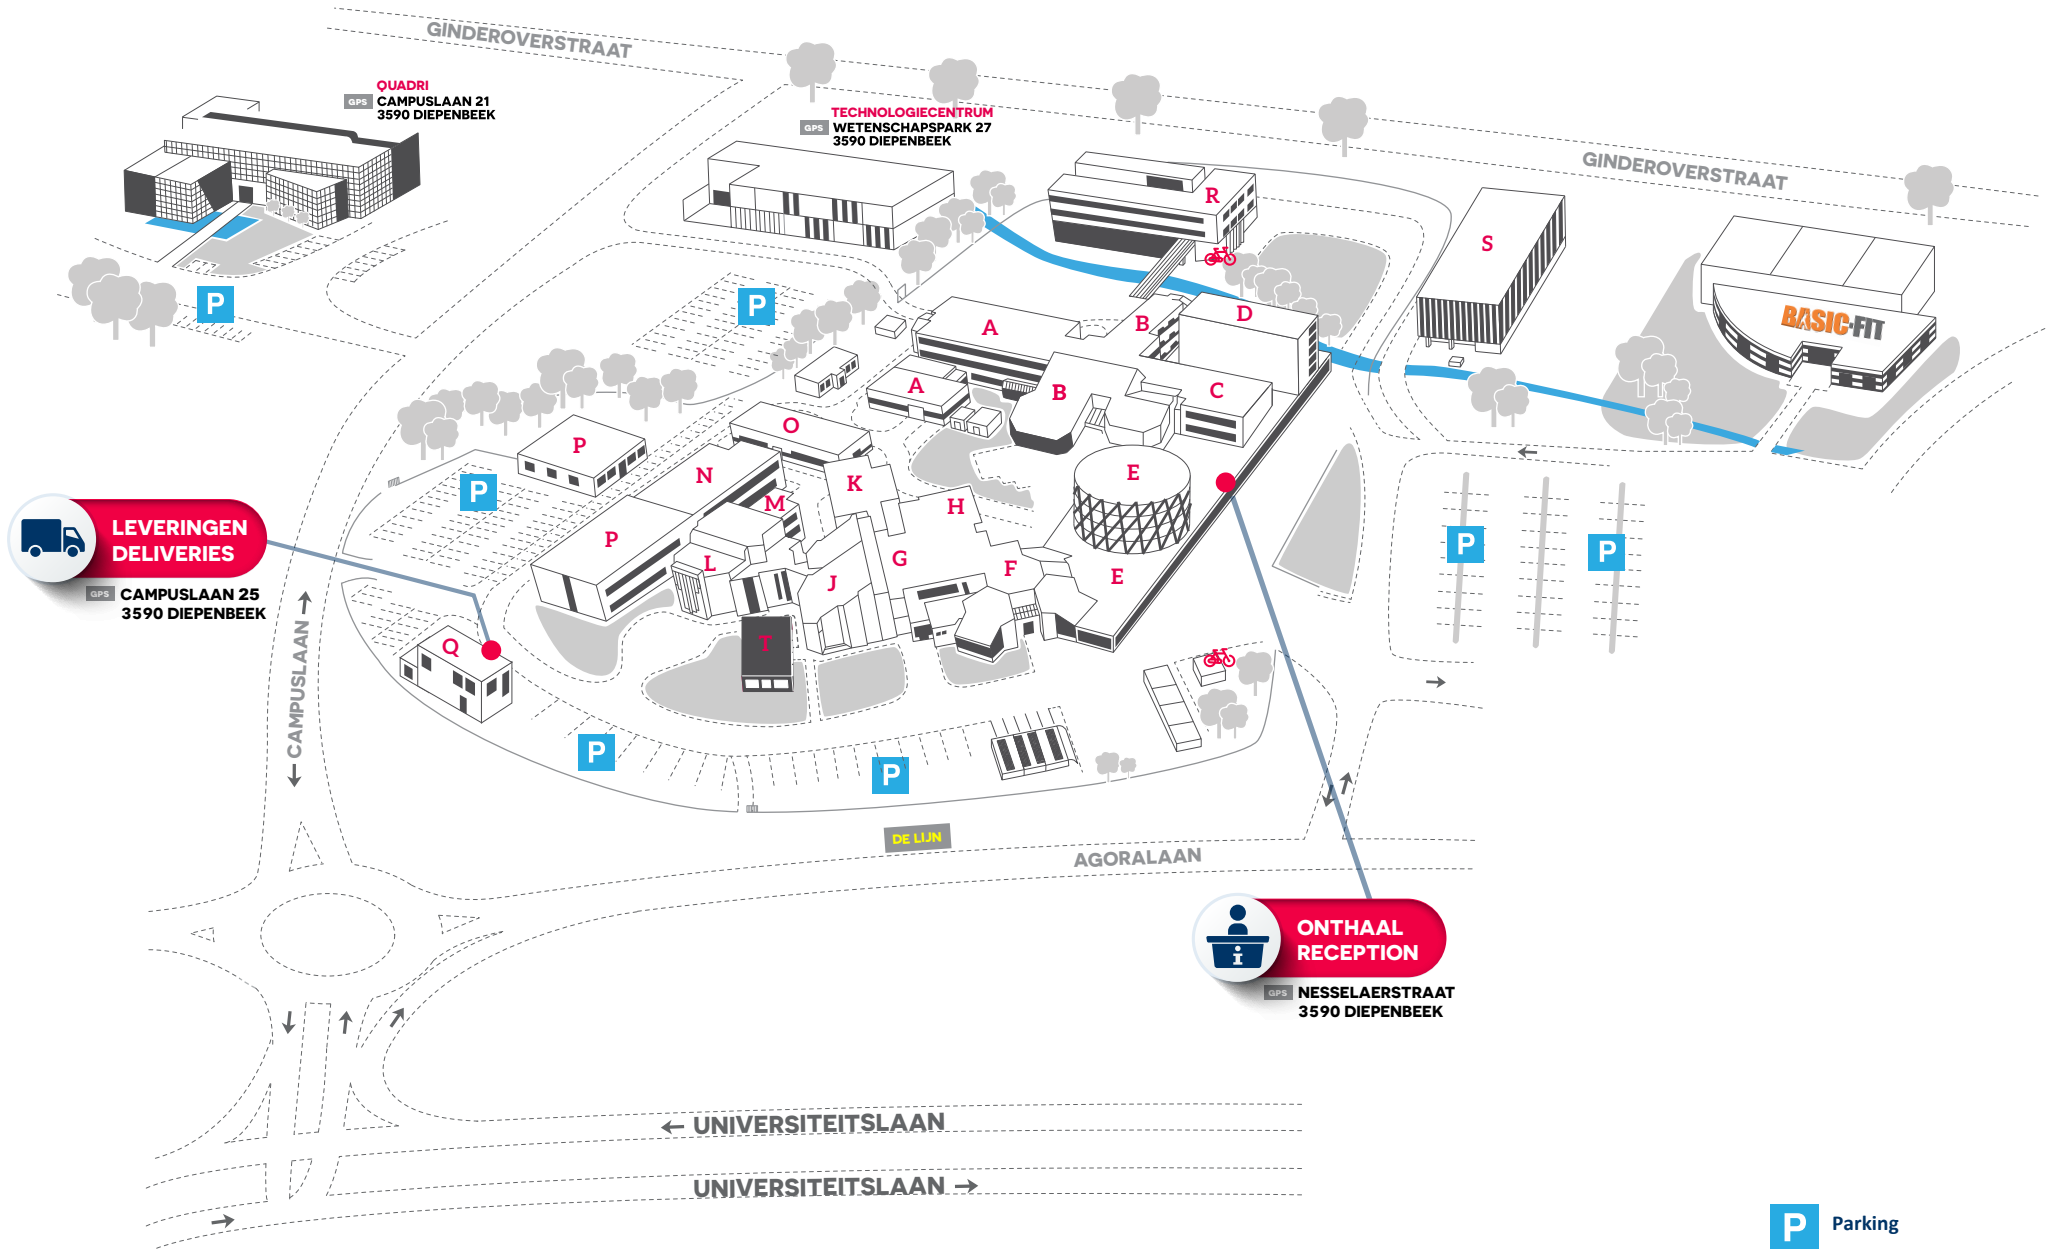 GINDEROVERSTRAAT
QUADRI
GPS CAMPUSLAAN 21
3590 DIEPENBEEK
TECHNOLOGIECENTRUM
GPS WETENSCHAPSPARK 27
3590 DIEPENBEEK
GINDEROVERSTRAAT
R
S
P
P
A
B
D
BASIC-FIT
A
B
C
O
P
N
K
E
P
M
H
P
L
G
F
J
E
P
P
LEVERINGEN
DELIVERIES
GPS CAMPUSLAAN 25
3590 DIEPENBEEK
CAMPUSLAAN
Q
T
P
P
DE LIJN
AGORALAAN
ONTHAAL
RECEPTION
i
GPS NESSELAERSTRAAT
3590 DIEPENBEEK
UNIVERSITEITSLAAN
UNIVERSITEITSLAAN
P Parking